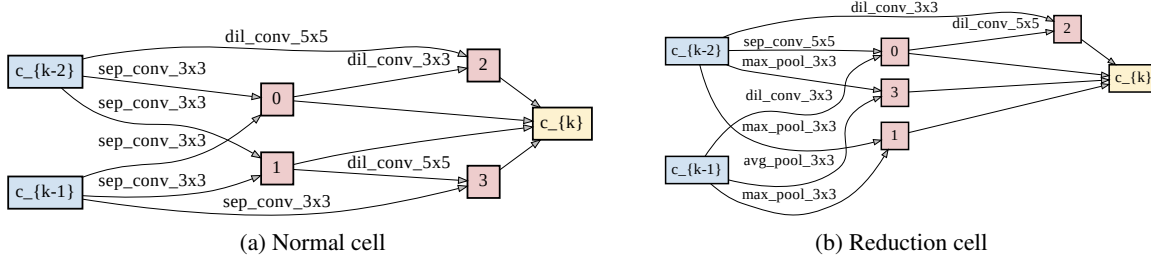 dil_conv_5x5
c_{k-2}
sep_conv_3x3
dil_conv_3x3
2
0
sep_conv_3x3
c_{k}
sep_conv_3x3
1
dil_conv_5x5
c_{k-1}
sep_conv_3x3
3
sep_conv_3x3
(a) Normal cell
dil_conv_3x3
dil_conv_5x5
2
c_{k-2}
sep_conv_5x5
0
max_pool_3x3
c_{k}
dil_conv_3x3
3
max_pool_3x3
1
c_{k-1}
avg_pool_3x3
max_pool_3x3
(b) Reduction cell